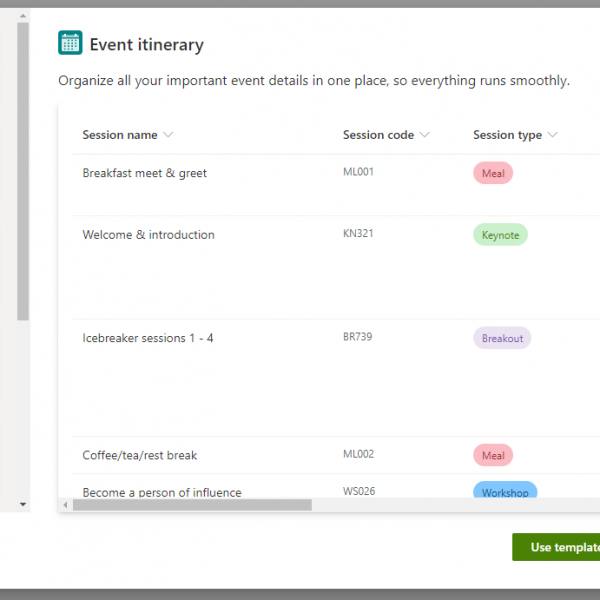 Event itinerary
Organize all your important event details in one place, so everything runs smoothly.
Session name Session code Session type
Breakfast meet & greet ML001 Meal
Welcome & introduction KN321 Keynote
Icebreaker sessions 1 - 4 BR739 Breakout
Coffee/tea/rest break ML002 Meal
Become a person of influence WS026 Workshop
Use template